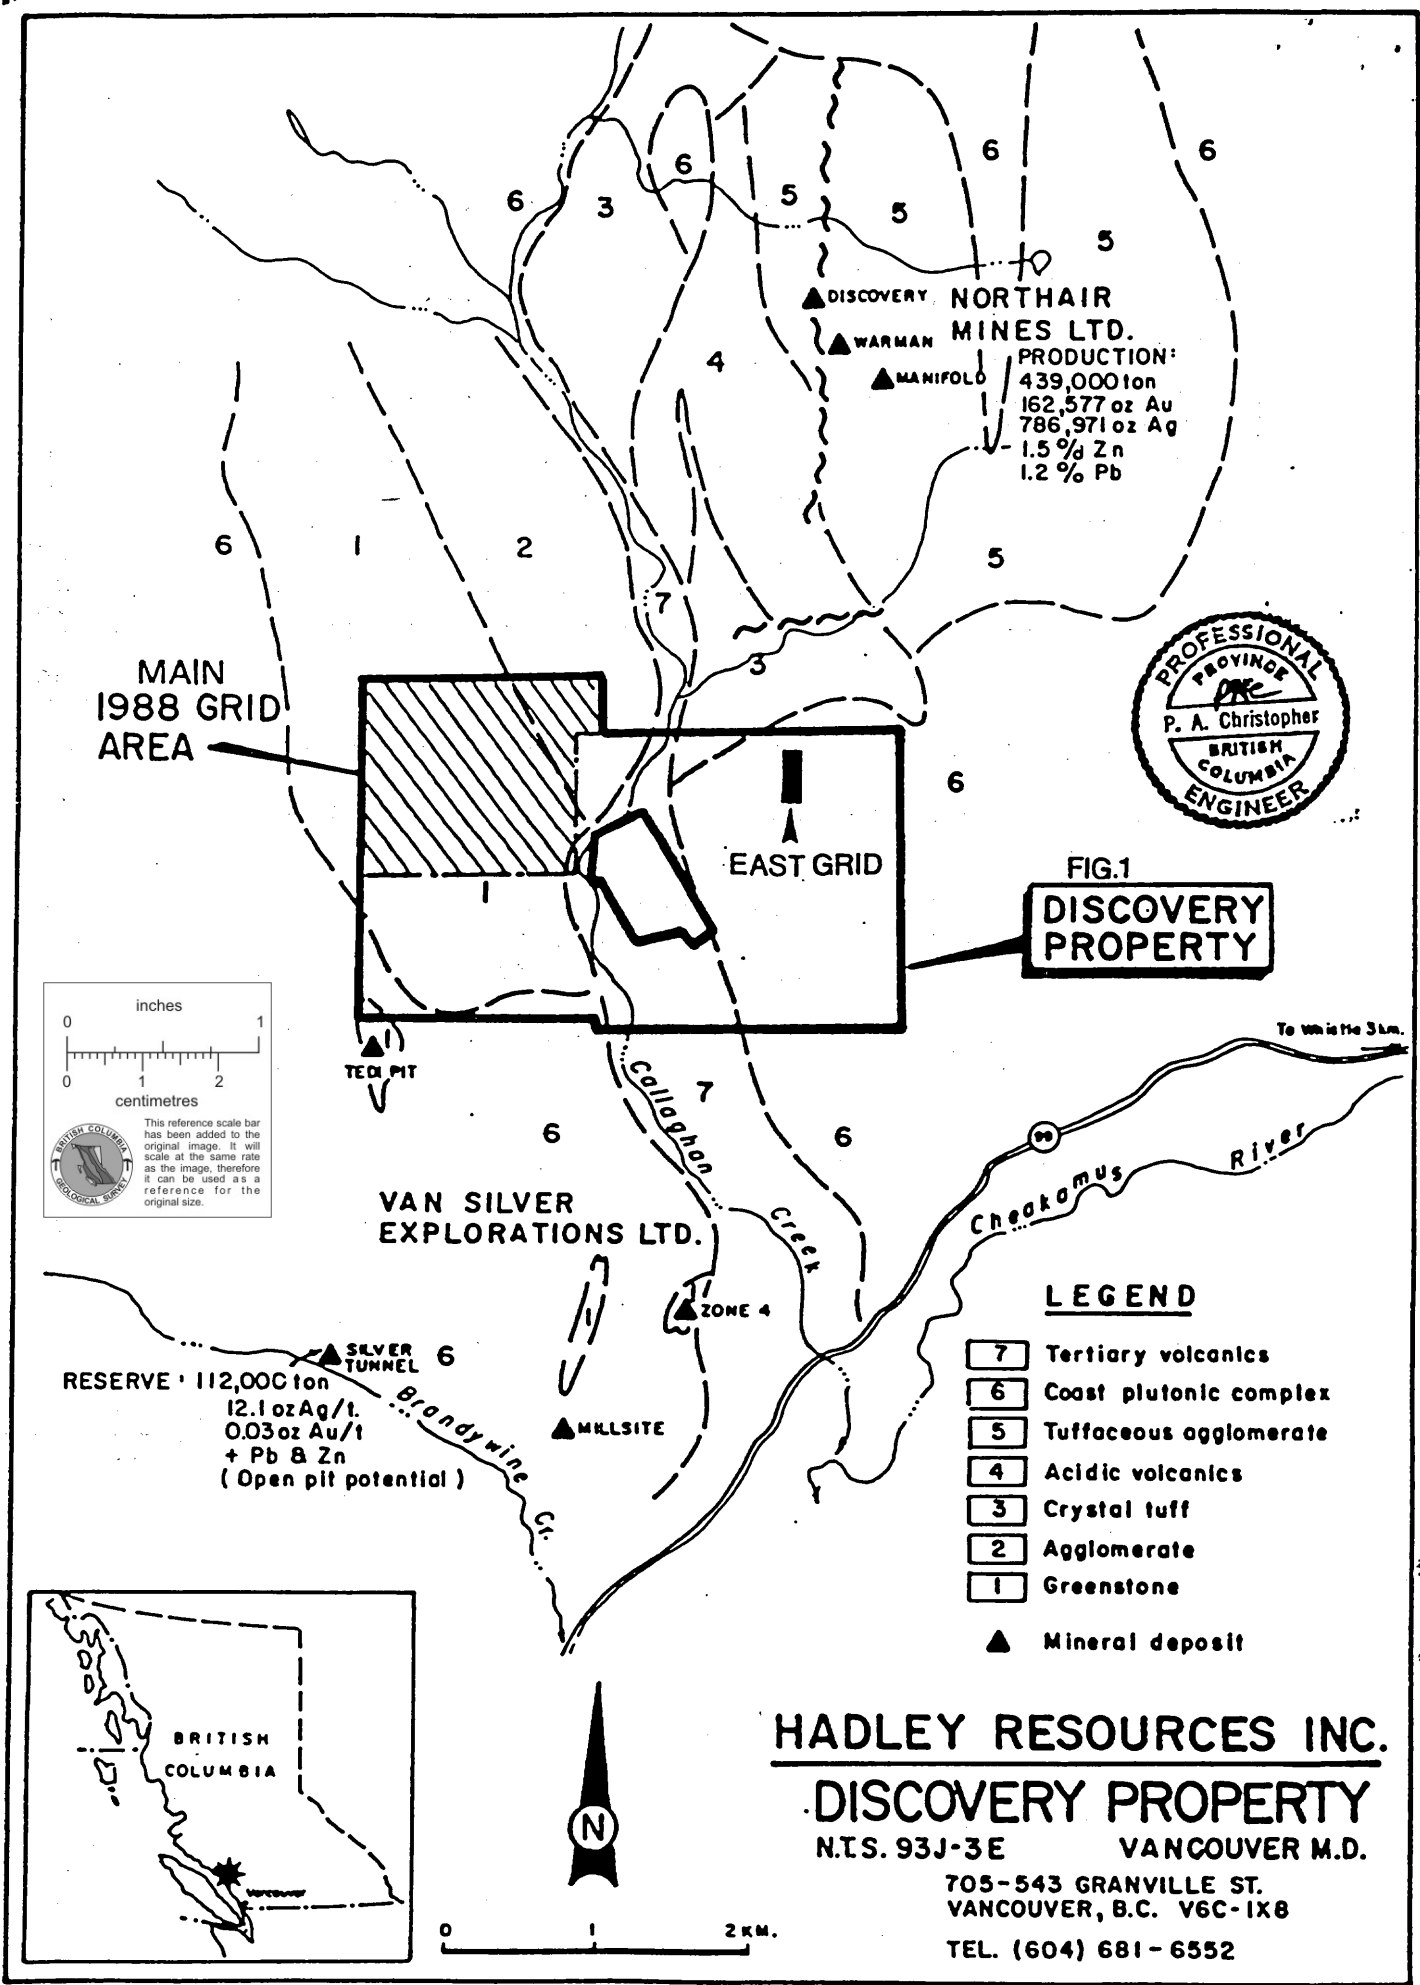 6
6
6
6
3
5
5
5
DISCOVERY
NORTHAIR
MINES LTD.
WARMAN
MANIFOLD
PRODUCTION:
439,000 ton
162,577 oz Au
786,971 oz Ag
1.5 % Zn
1.2 % Pb
4
6
1
2
5
7
3
MAIN
1988 GRID
AREA
PROFESSIONAL
PROVINCE
P. A. Christopher
BRITISH
COLUMBIA
ENGINEER
6
EAST GRID
1
FIG.1
DISCOVERY
PROPERTY
inches
0 1
0 1 2
centimetres
BRITISH COLUMBIA
GEOLOGICAL SURVEY
This reference scale bar
has been added to the
original image. It will
scale at the same rate
as the image, therefore
it can be used as a
reference for the
original size.
1
TEDI PIT
To Whistle 3 km.
Callaghan
Creek
7
6
6
99
Cheakamus
River
VAN SILVER
EXPLORATIONS LTD.
1
ZONE 4
SILVER
TUNNEL
6
RESERVE : 112,000 ton
12.1 oz Ag/t.
0.03 oz Au/t
+ Pb & Zn
( Open pit potential )
Brandywine
Cr.
MILLSITE
LEGEND
7 Tertiary volcanics
6 Coast plutonic complex
5 Tuffaceous agglomerate
4 Acidic volcanics
3 Crystal tuff
2 Agglomerate
1 Greenstone
Mineral deposit
BRITISH
COLUMBIA
Vancouver
N
0 1 2 KM.
HADLEY RESOURCES INC.
DISCOVERY PROPERTY
N.T.S. 93J-3E VANCOUVER M.D.
705-543 GRANVILLE ST.
VANCOUVER, B.C. V6C-1X8
TEL. (604) 681-6552